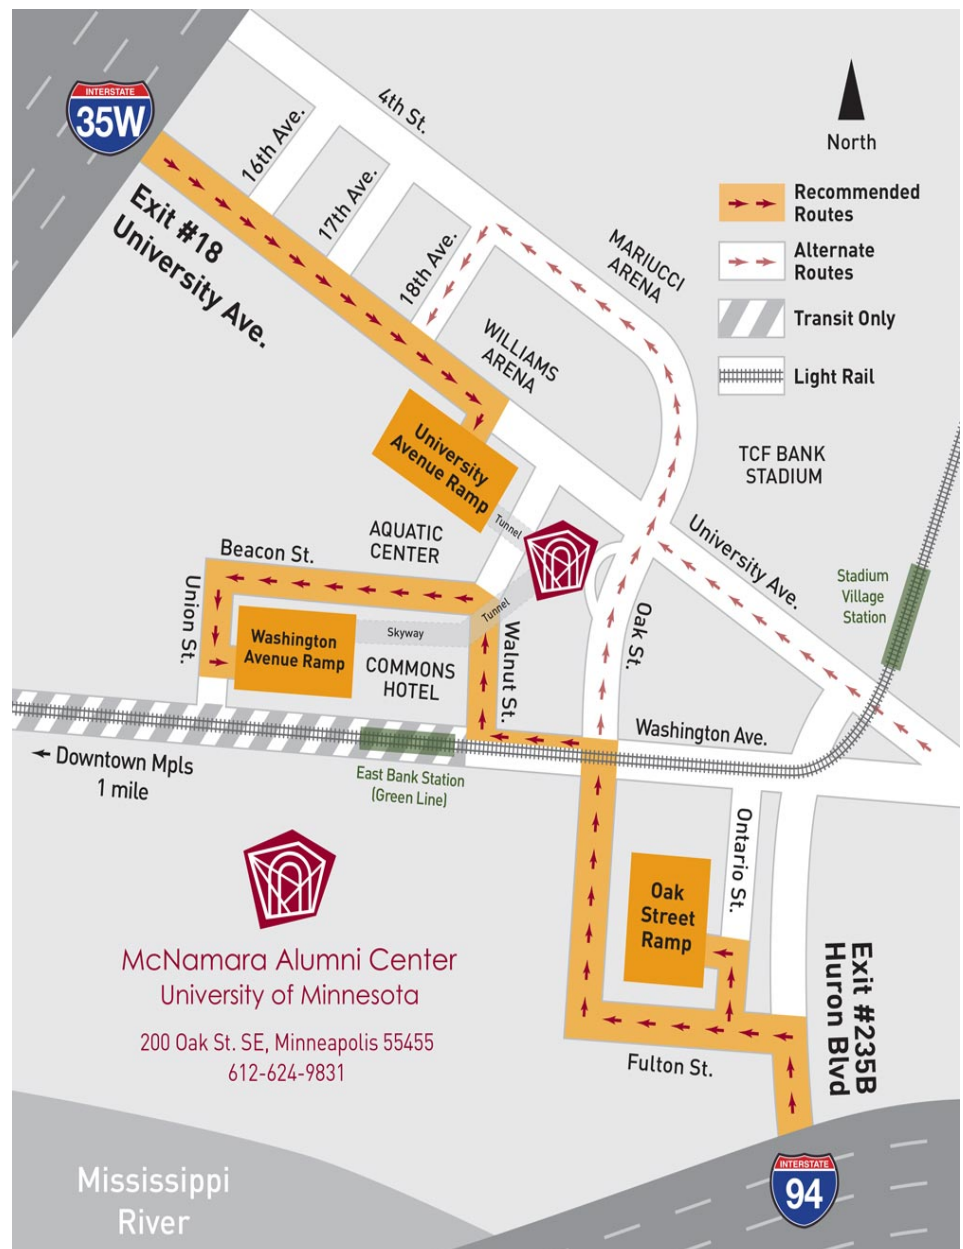 INTERSTATE
35W
4th St.
16th Ave.
17th Ave.
18th Ave.
Exit #18
University Ave.
North
Recommended
Routes
Alternate
Routes
Transit Only
Light Rail
MARIUCCI
ARENA
WILLIAMS
ARENA
TCF BANK
STADIUM
University
Avenue Ramp
Tunnel
AQUATIC
CENTER
University Ave.
Stadium
Village
Station
Beacon St.
Union St.
Washington
Avenue Ramp
Skyway
Tunnel
COMMONS
HOTEL
Walnut St.
Oak St.
Washington Ave.
Downtown Mpls
1 mile
East Bank Station
(Green Line)
Ontario St.
Oak
Street
Ramp
McNamara Alumni Center
University of Minnesota
200 Oak St. SE, Minneapolis 55455
612-624-9831
Exit #235B
Huron Blvd
Fulton St.
Mississippi
River
INTERSTATE
94